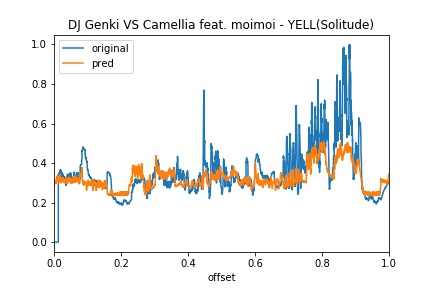 DJ Genki VS Camellia feat. moimoi - YELL(Solitude)
original
pred
1.0
0.8
0.6
0.4
0.2
0.0
0.0 0.2 0.4 0.6 0.8 1.0
offset